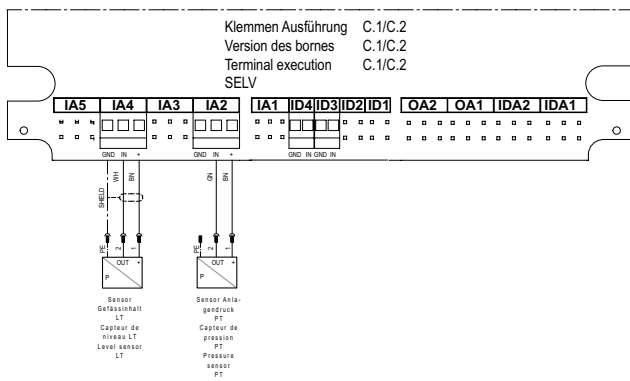 Klemmen Ausführung C.1/C.2
Version des bornes C.1/C.2
Terminal execution C.1/C.2
SELV
IA5 IA4 IA3 IA2 IA1 ID4 ID3 ID2 ID1 OA2 OA1 IDA2 IDA1
GND IN + GND IN + GND IN GND IN
SHIELD WH BN GN BN
PE 2 1 PE 2 1
OUT + OUT +
P P
Sensor
Gefässinhalt
LT
Capteur de
niveau LT
Level sensor
LT
Sensor Anla-
gendruck
PT
Capteur de
pression
PT
Pressure
sensor
PT